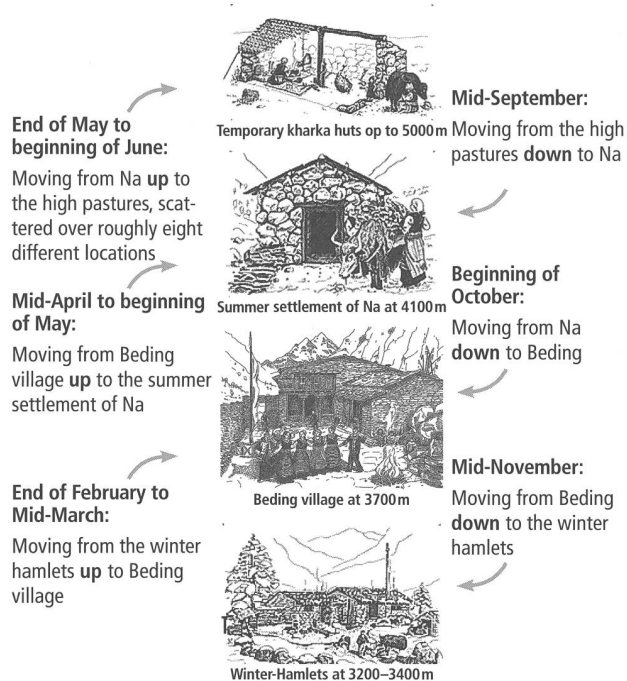 End of May to
beginning of June:
Moving from Na up to
the high pastures, scat-
tered over roughly eight
different locations
Mid-April to beginning
of May:
Moving from Beding
village up to the summer
settlement of Na
End of February to
Mid-March:
Moving from the winter
hamlets up to Beding
village
Temporary kharka huts op to 5000 m
Summer settlement of Na at 4100 m
Beding village at 3700 m
Winter-Hamlets at 3200–3400 m
Mid-September:
Moving from the high
pastures down to Na
Beginning of
October:
Moving from Na
down to Beding
Mid-November:
Moving from Beding
down to the winter
hamlets